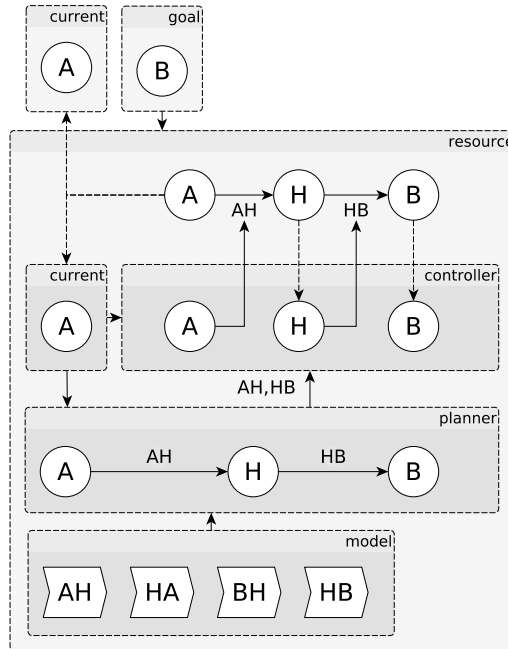 current goal
A B
resource
A H B
AH HB
current controller
A A H B
AH,HB
planner
AH HB
A H B
model
AH HA BH HB